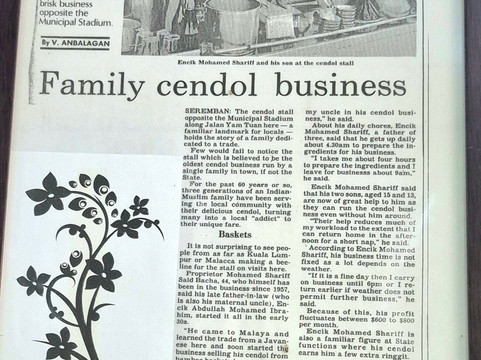 brisk business
opposite the
Municipal Stadium.
By V. ANBALAGAN
Encik Mohamed Shariff and his son at the cendol stall
Family cendol business
SEREMBAN: The cendol stall
opposite the Municipal Stadium
along Jalan Yam Tuan here — a
familiar landmark for locals —
holds the story of a family dedi-
cated to a trade.
Few would fail to notice the
stall which is believed to be the
oldest cendol business run by a
single family in town, if not the
State.
For the past 60 years or so,
three generations of an Indian-
Muslim family have been serv-
ing the local community with
their delicious cendol, turning
many into a local "addict" to
their unique fare.
Baskets
It is not surprising to see peo-
ple from as far as Kuala Lum-
pur or Malacca making a bee-
line for the stall on visits here.
Proprietor Mohamed Shariff
Said Bacha, 44, who himself has
been in the business since 1957,
said his late father-in-law (who
is also his maternal uncle), En-
cik Abdullah Mohamed Ibra-
him, started it all in the early
30s.
"He came to Malaya and
learned the trade from a Javan-
ese here and soon started the
business selling his cendol from
my uncle in his cendol busi-
ness," he said.
About his daily chores, Encik
Mohamed Shariff, a father of
three, said that he gets up daily
about 4.30am to prepare the in-
gredients for his business.
"I takes me about four hours
to prepare the ingredients and I
leave for business about 9am,"
he said.
Encik Mohamed Shariff said
that his two sons, aged 15 and 13,
are now of great help to him as
they can run the cendol busi-
ness even without him around.
"Their help reduces much of
my workload to the extent that I
can return home in the after-
noon for a short nap," he said.
According to Encik Mohamed
Shariff, his business time is not
fixed as a lot depends on the
weather.
"If it is a fine day then I carry
on business until 6pm or I re-
turn earlier if weather does not
permit further business," he
said.
Because of this, his profit
fluctuates between $600 to $800
per month.
Encik Mohamed Shariff is
also a familiar figure at State
functions where his cendol
earns him a few extra ringgit.